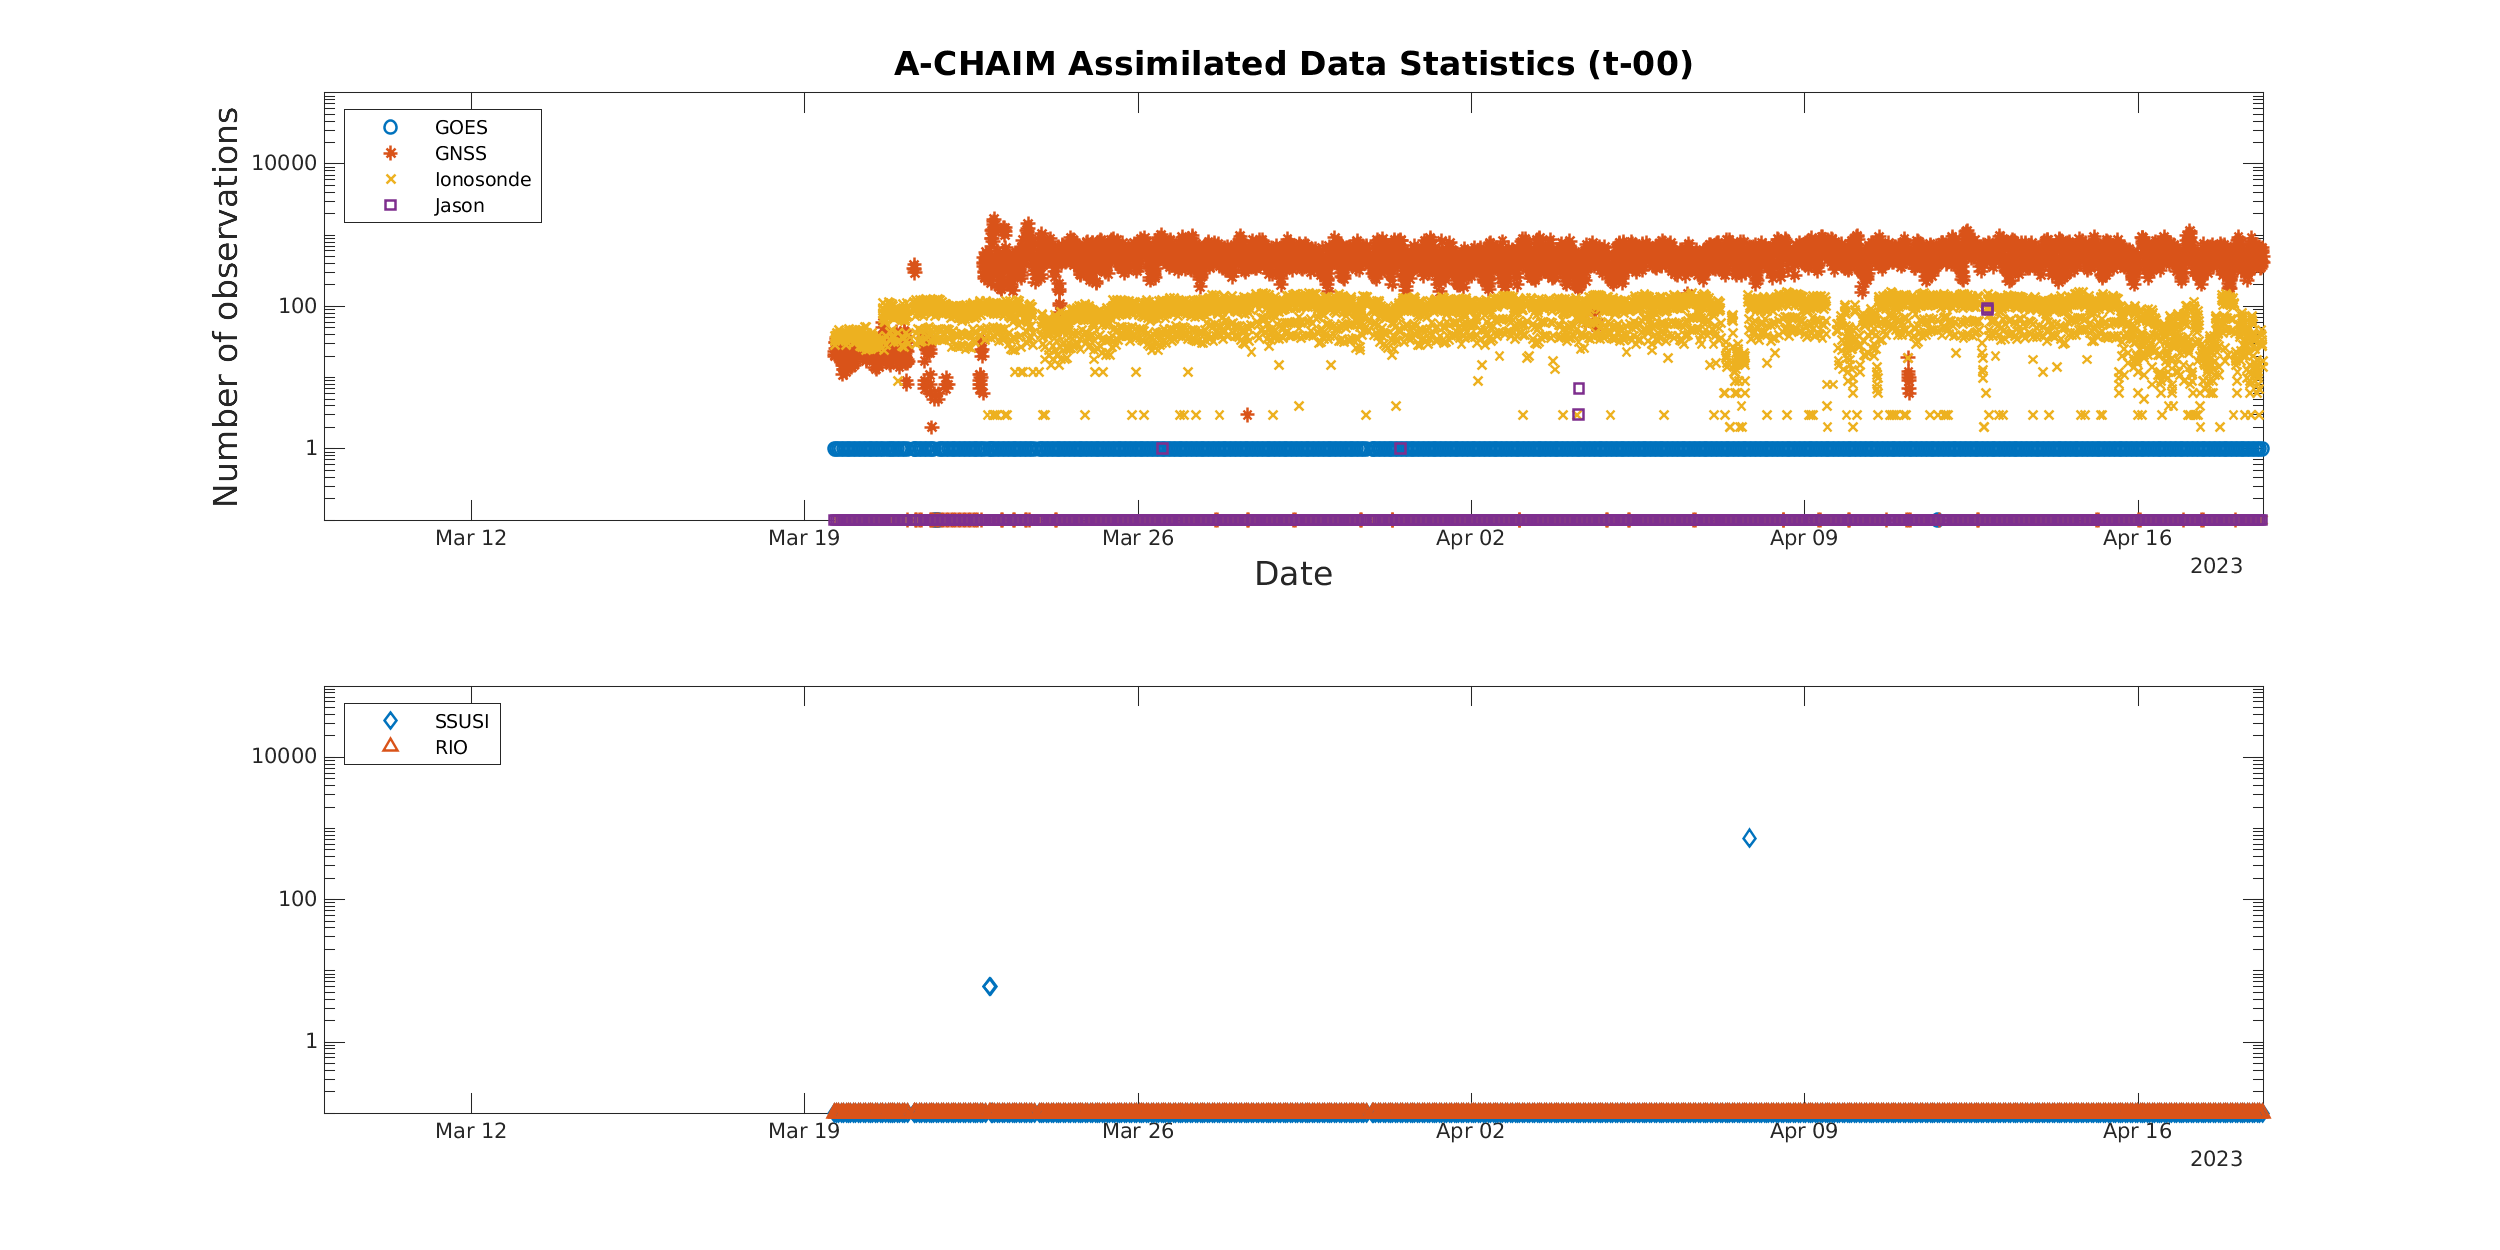 A-CHAIM Assimilated Data Statistics (t-00)
Number of observations
GOES
GNSS
Ionosonde
Jason
10000
100
1
Mar 12 Mar 19 Mar 26 Apr 02 Apr 09 Apr 16
2023
Date
SSUSI
RIO
10000
100
1
Mar 12 Mar 19 Mar 26 Apr 02 Apr 09 Apr 16
2023